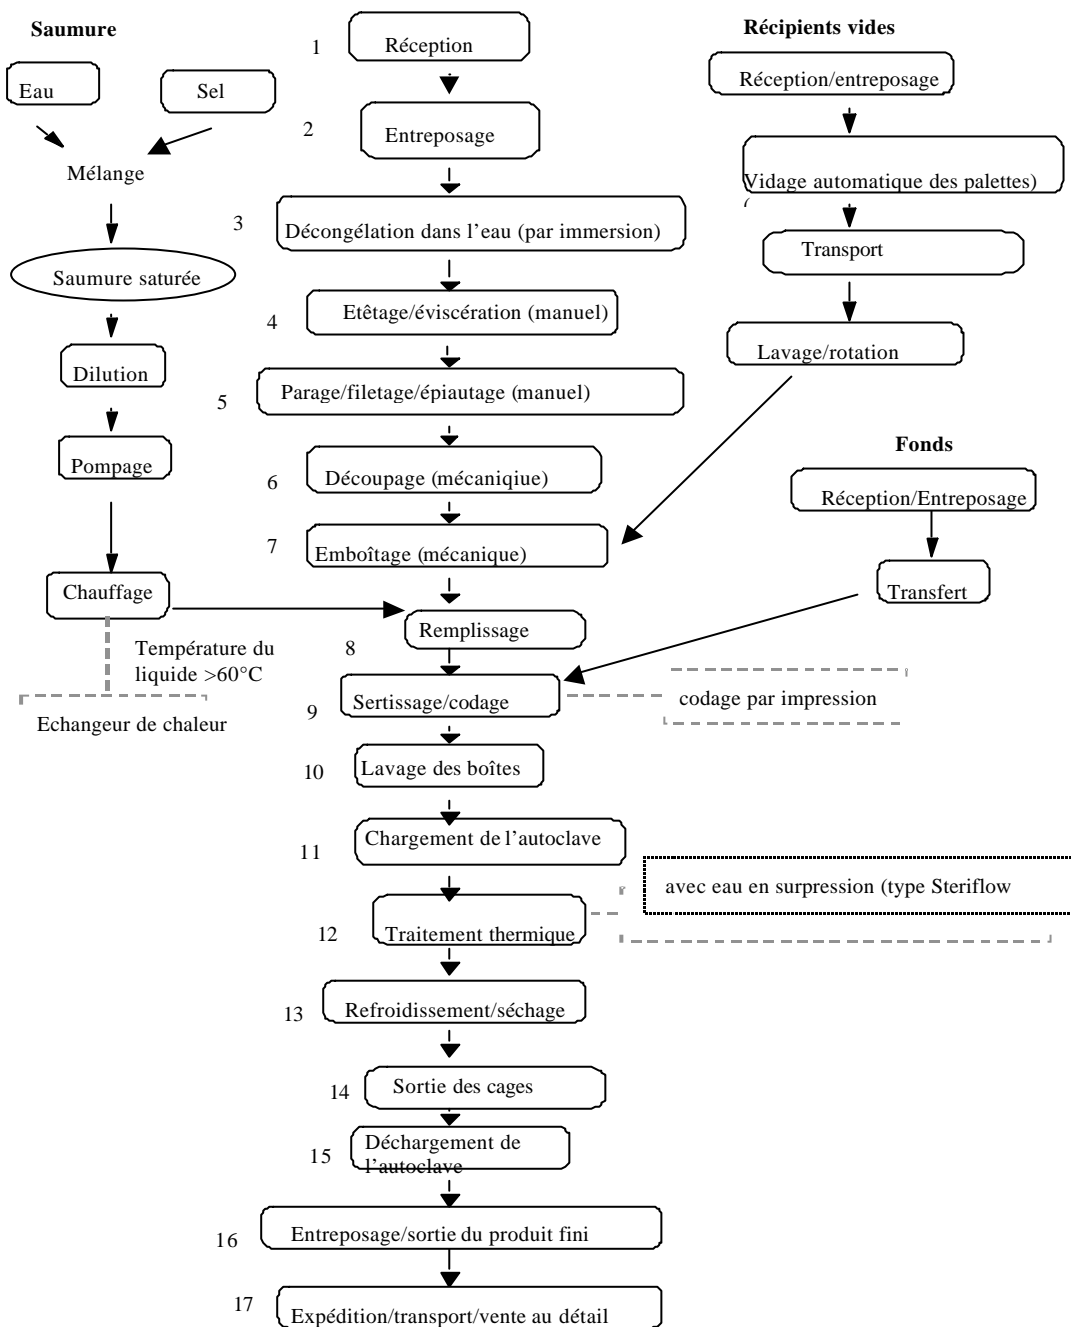 Saumure
Eau
Sel
Mélange
Saumure saturée
Dilution
Pompage
Chauffage
Température du
liquide >60°C
Echangeur de chaleur
1 Réception
2 Entreposage
3 Décongélation dans l’eau (par immersion)
4 Etêtage/éviscération (manuel)
5 Parage/filetage/épiautage (manuel)
6 Découpage (mécaniqiue)
7 Emboîtage (mécanique)
8 Remplissage
9 Sertissage/codage
codage par impression
10 Lavage des boîtes
11 Chargement de l’autoclave
12 Traitement thermique
avec eau en surpression (type Steriflow
13 Refroidissement/séchage
14 Sortie des cages
15 Déchargement de
l’autoclave
16 Entreposage/sortie du produit fini
17 Expédition/transport/vente au détail
Récipients vides
Réception/entreposage
Vidage automatique des palettes)
(
Transport
Lavage/rotation
Fonds
Réception/Entreposage
Transfert